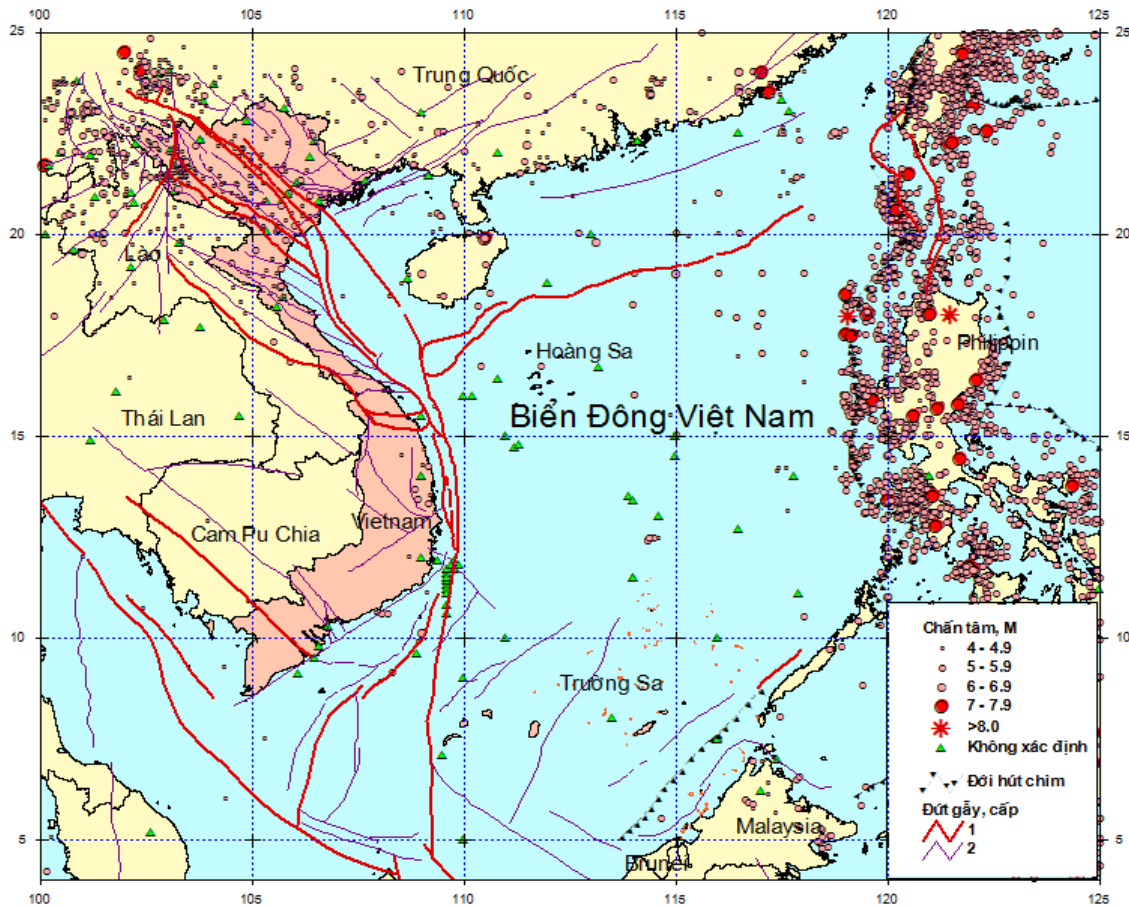 100 105 110 115 120 125
25 25
Trung Quốc
20 20
Lào
Hoàng Sa
Philippin
Thái Lan
Biển Đông Việt Nam
15 15
Vietnam
Cam Pu Chia
10 10
Trường Sa
5 5
Malaysia
Brunei
Chấn tâm, M
4 - 4.9
5 - 5.9
6 - 6.9
7 - 7.9
>8.0
Không xác định
Đới hút chìm
Đứt gẫy, cấp
1
2
100 105 110 115 120 125